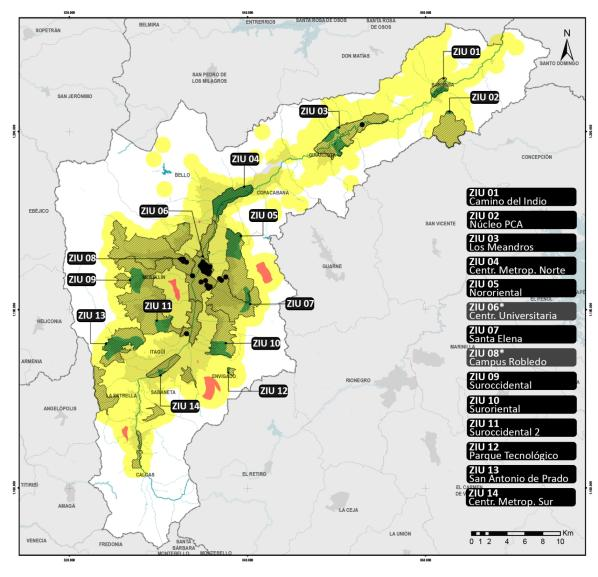 ENTRERRIOS
SANTA ROSA DE OSOS
SANTA ROSA
DE OSOS
BELMIRA
SOPETRÁN
N
DON MATÍAS
ZIU 01
SANTO DOMINGO
SAN PEDRO DE
LOS MILAGROS
SAN JERÓNIMO
ZIU 02
ZIU 03
GIRARDOTA
CONCEPCIÓN
ZIU 04
BELLO
COPACABANA
ZIU 06
ZIU 05
EBÉJICO
SAN VICENTE
GUARNE
ZIU 08
ZIU 09
MEDELLÍN
ZIU 11
ZIU 07
ZIU 13
HELICONIA
EL PEÑOL
ZIU 10
ITAGÜÍ
MARINILLA
ARMENIA
ENVIGADO
RIONEGRO
ZIU 12
SABANETA
LA ESTRELLA
ZIU 14
ANGELÓPOLIS
CALDAS
EL RETIRO
TITIRIBÍ
AMAGÁ
LA CEJA
LA UNIÓN
VENECIA
FREDONIA
SANTA
BÁRBARA
MONTEBELLO
MONTEBELLO
ZIU 01
Camino del Indio
ZIU 02
Núcleo PCA
ZIU 03
Los Meandros
ZIU 04
Centr. Metrop. Norte
ZIU 05
Nororiental
ZIU 06*
Centr. Universitaria
ZIU 07
Santa Elena
ZIU 08*
Campus Robledo
ZIU 09
Suroccidental
ZIU 10
Suroriental
ZIU 11
Suroccidental 2
ZIU 12
Parque Tecnológico
ZIU 13
San Antonio de Prado
ZIU 14
Centr. Metrop. Sur
EL CARMEN
Km
0 1 2 4 6 8 10